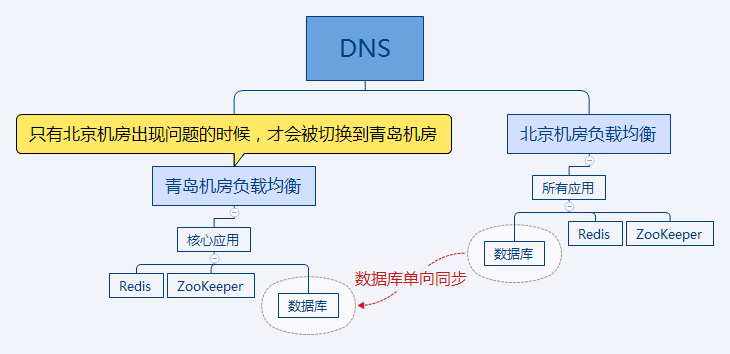 DNS
只有北京机房出现问题的时候，才会被切换到青岛机房
北京机房负载均衡
青岛机房负载均衡
所有应用
核心应用
Redis
ZooKeeper
数据库
数据库单向同步
Redis
ZooKeeper
数据库